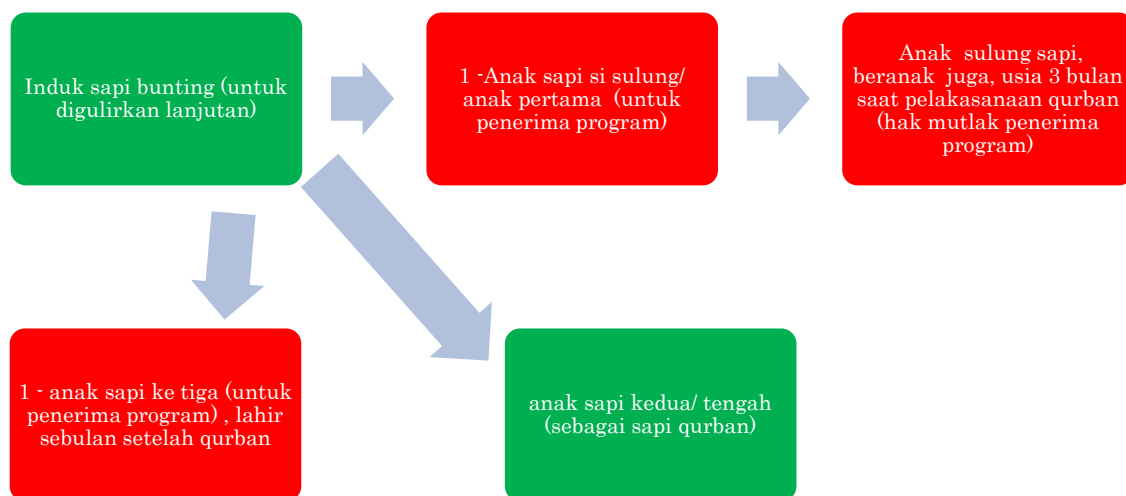 Induk sapi bunting (untuk
digulirkan lanjutan)
1 -Anak sapi si sulung/
anak pertama  (untuk
penerima program)
Anak  sulung sapi,
beranak  juga, usia 3 bulan
saat pelakasanaan qurban
(hak mutlak penerima
program)
1 - anak sapi ke tiga (untuk
penerima program) , lahir
sebulan setelah qurban
anak sapi kedua/ tengah
(sebagai sapi qurban)